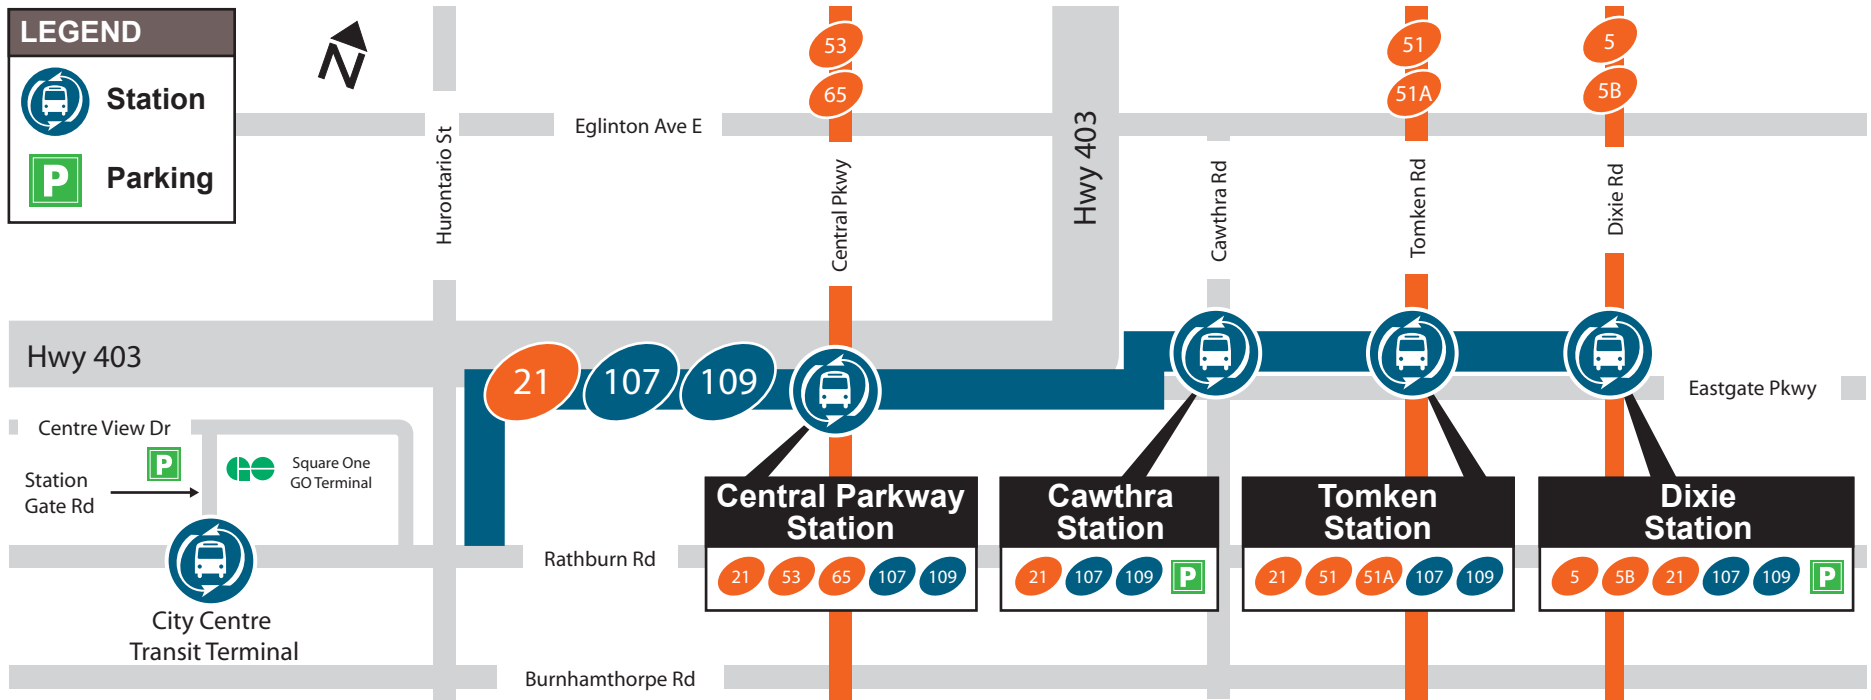 LEGEND
Station
Parking
N
53
65
51
51A
5
5B
Eglinton Ave E
Hurontario St
Central Pkwy
Hwy 403
Cawthra Rd
Tomken Rd
Dixie Rd
Hwy 403
21
107
109
Eastgate Pkwy
Centre View Dr
P
Station
Gate Rd
GO
Square One
GO Terminal
Rathburn Rd
City Centre
Transit Terminal
Burnhamthorpe Rd
Central Parkway
Station
21 53 65 107 109
Cawthra
Station
21 107 109 P
Tomken
Station
21 51 51A 107 109
Dixie
Station
5 5B 21 107 109 P
P